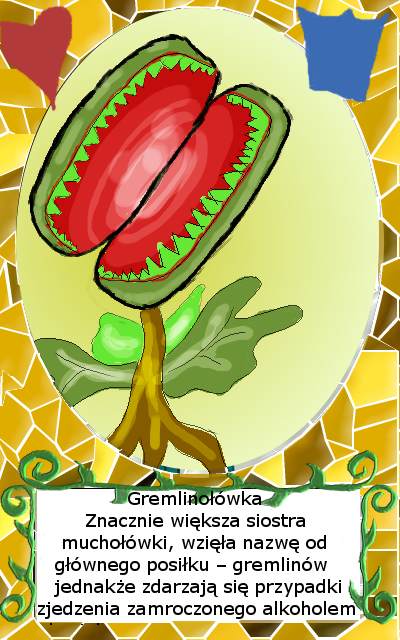 Gremlinołówka
Znacznie większa siostra
muchołówki, wzięła nazwę od
głównego posiłku – gremlinów
jednakże zdarzają się przypadki
zjedzenia zamroczonego alkoholem